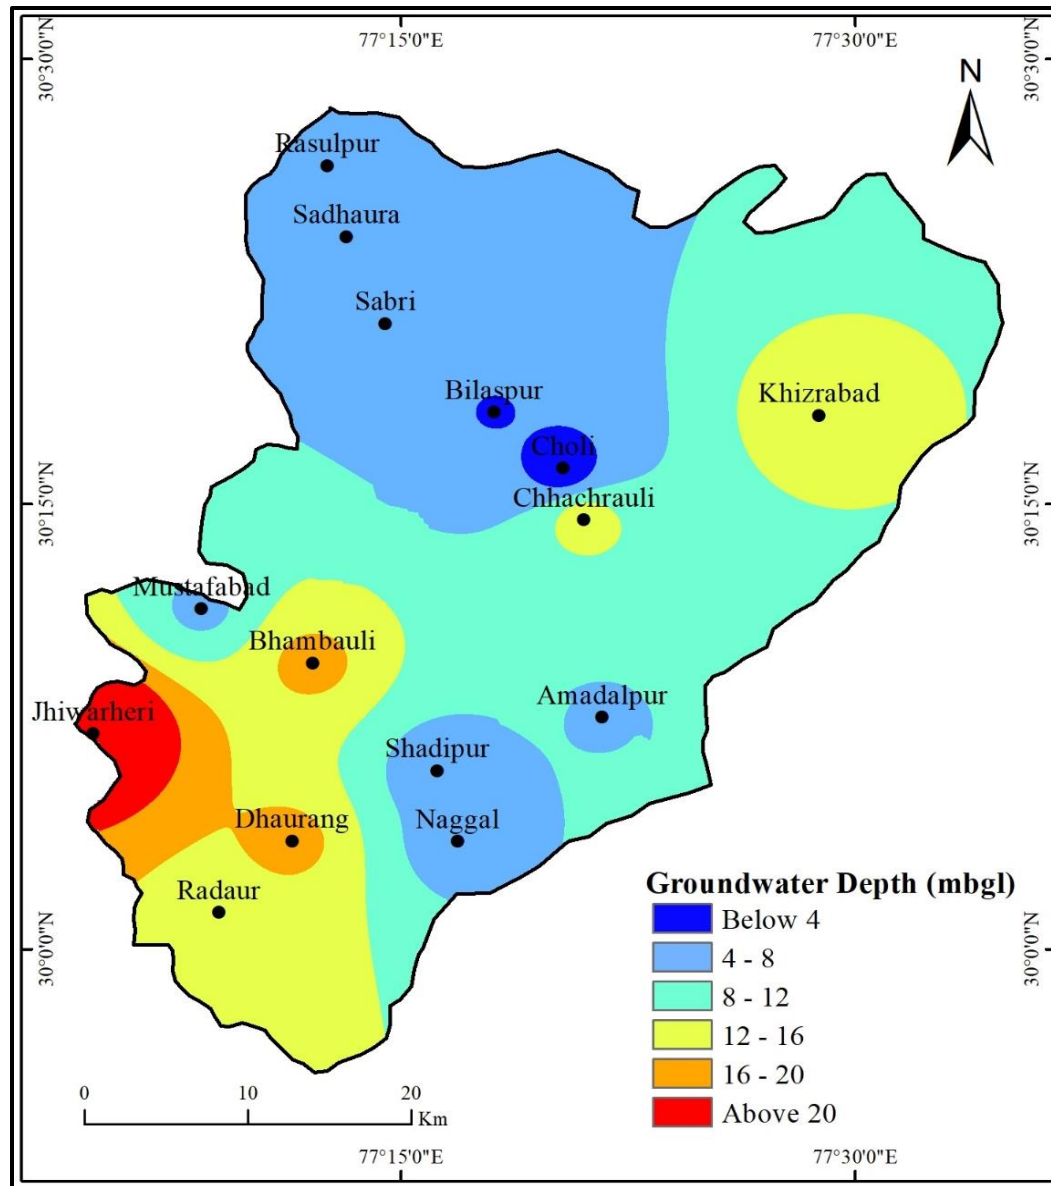 77°15'0"E
77°30'0"E
30°30'0"N
30°30'0"N
N
Rasulpur
Sadhaura
Sabri
Bilaspur
Khizrabad
Choli
Chhachrauli
30°15'0"N
30°15'0"N
Mustafabad
Bhambauli
Amadalpur
Jhiwarheri
Shadipur
Dhaurang
Naggal
Radaur
Groundwater Depth (mbgl)
Below 4
4 - 8
8 - 12
12 - 16
16 - 20
Above 20
30°0'0"N
30°0'0"N
0
10
20
Km
77°15'0"E
77°30'0"E